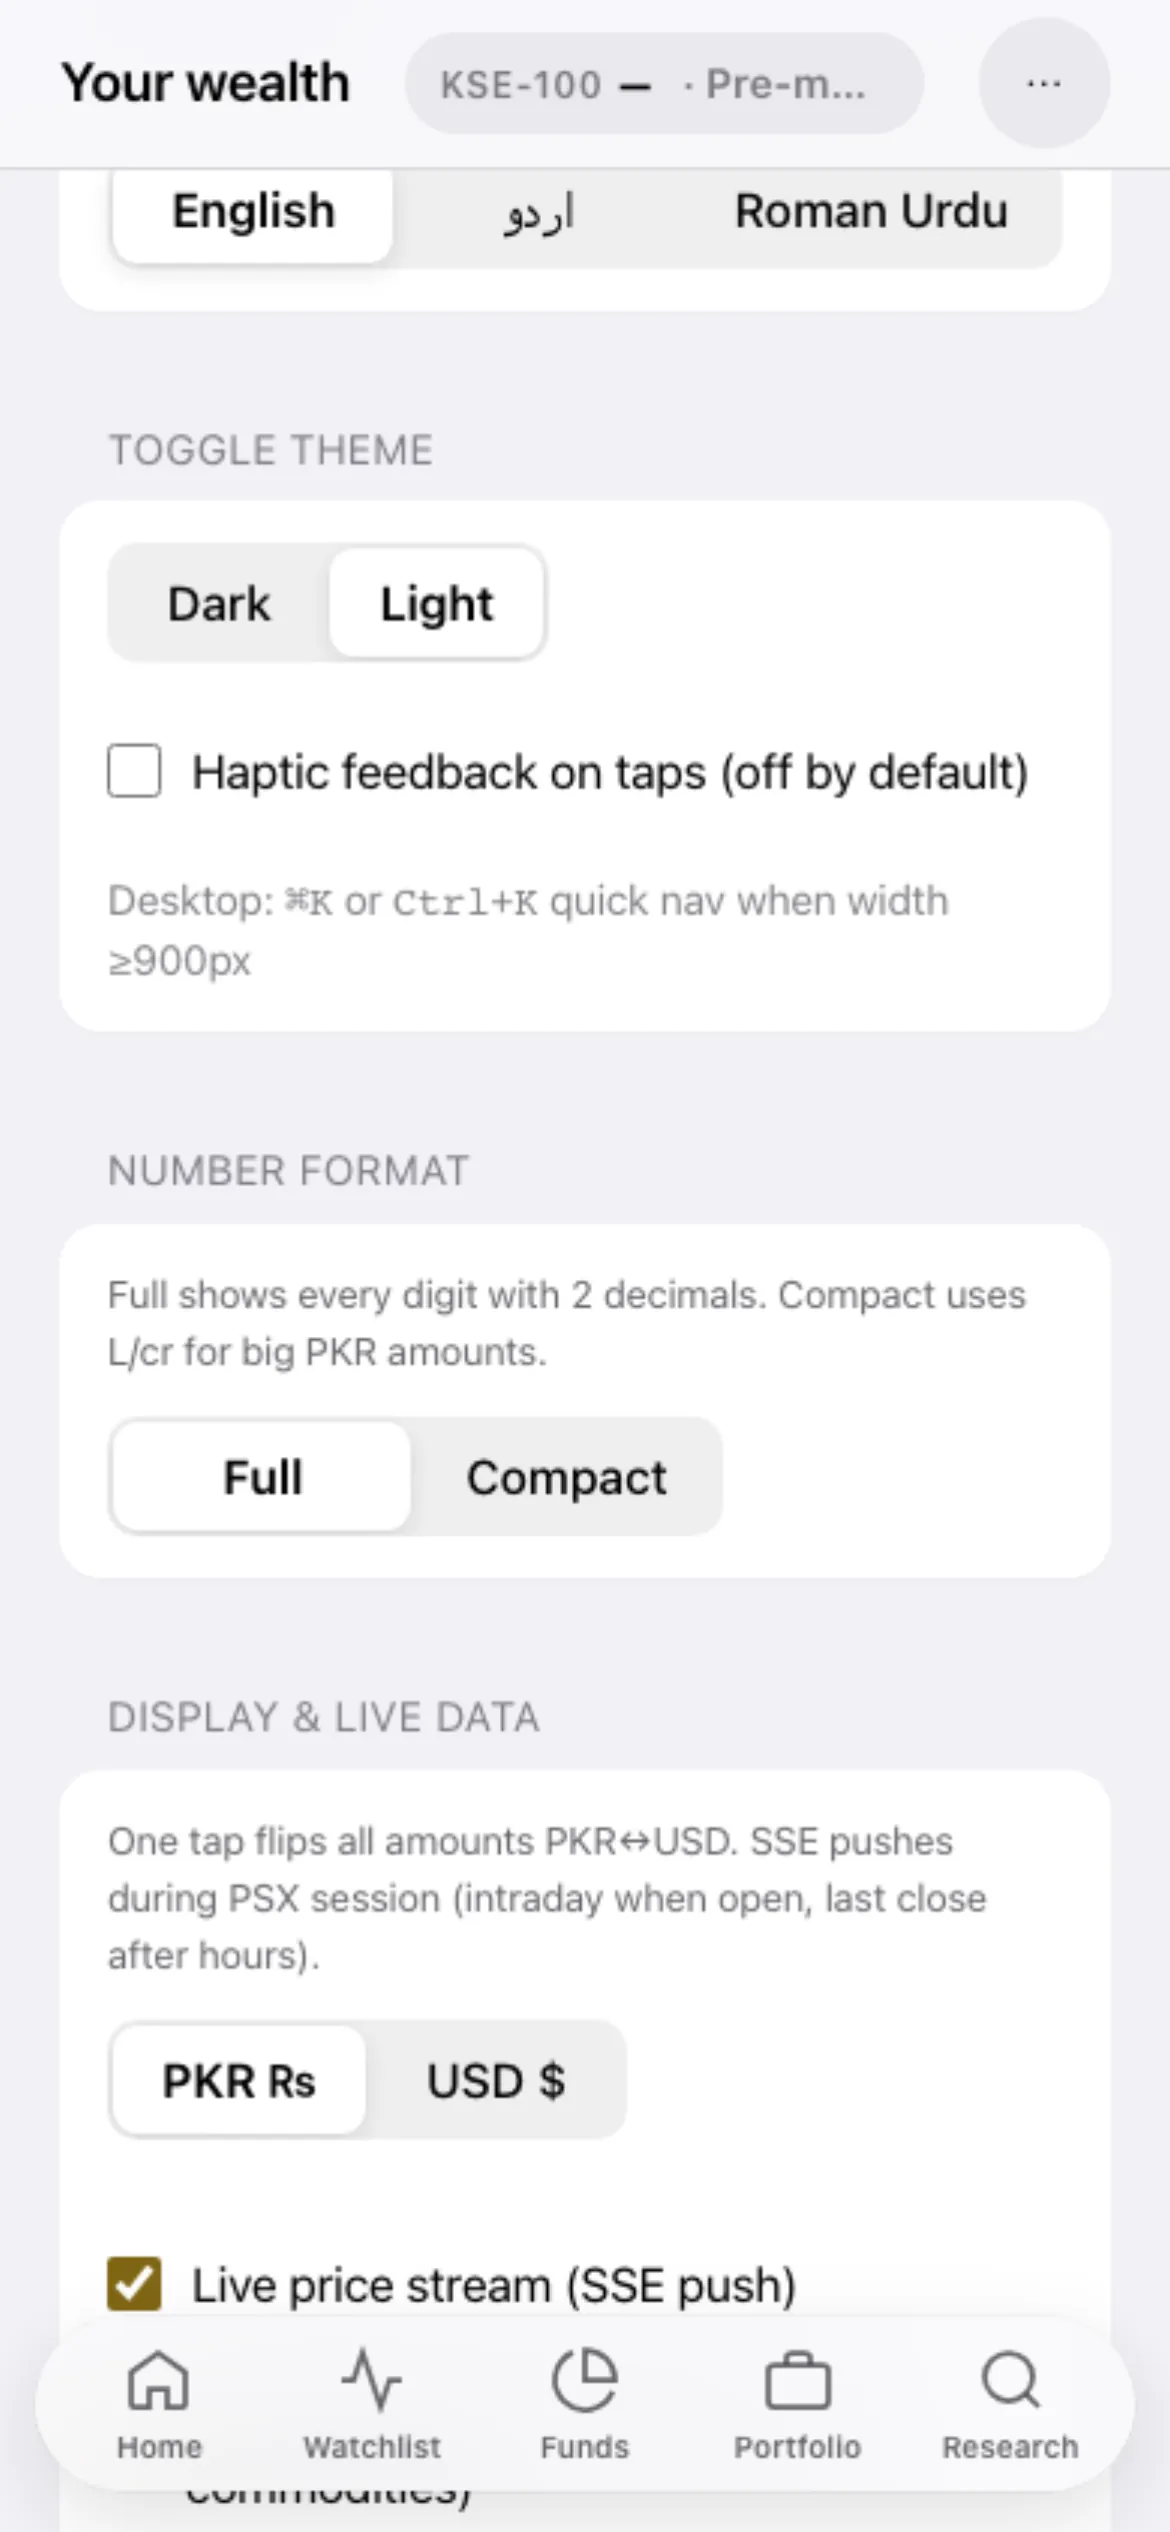 Your wealth
KSE-100 — · Pre-m...
...
English
اردو
Roman Urdu
TOGGLE THEME
Dark
Light
Haptic feedback on taps (off by default)
Desktop: ⌘K or Ctrl+K quick nav when width
≥900px
NUMBER FORMAT
Full shows every digit with 2 decimals. Compact uses
L/cr for big PKR amounts.
Full
Compact
DISPLAY & LIVE DATA
One tap flips all amounts PKR↔USD. SSE pushes
during PSX session (intraday when open, last close
after hours).
PKR Rs
USD $
Live price stream (SSE push)
Home
Watchlist
Funds
Portfolio
Research
commodities)